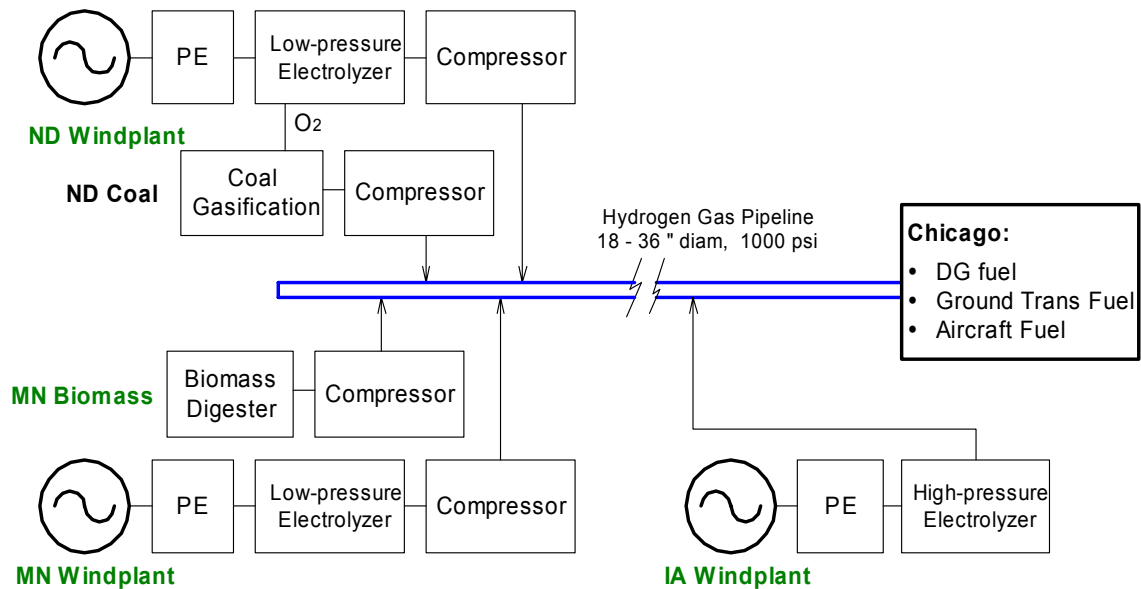 PE
Low-pressure
Electrolyzer
Compressor
ND Windplant
O2
ND Coal
Coal
Gasification
Compressor
Hydrogen Gas Pipeline
18 - 36 " diam, 1000 psi
Chicago:
• DG fuel
• Ground Trans Fuel
• Aircraft Fuel
MN Biomass
Biomass
Digester
Compressor
PE
Low-pressure
Electrolyzer
Compressor
MN Windplant
PE
High-pressure
Electrolyzer
IA Windplant